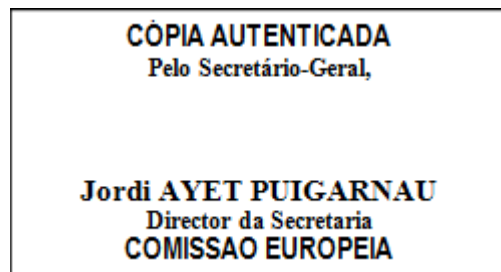 CÓPIA AUTENTICADA
Pelo Secretário-Geral,
Jordi AYET PUIGARNAU
Director da Secretaria
COMISSAO EUROPEIA